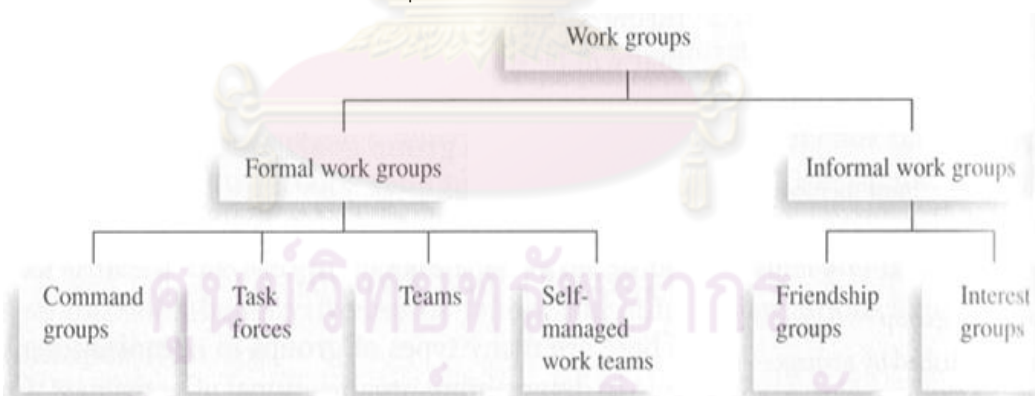 Work groups
Formal work groups
Informal work groups
Command
groups
Task
forces
Teams
Self-
managed
work teams
Friendship
groups
Interest
groups
ศูนย์วิทยทรัพยากร